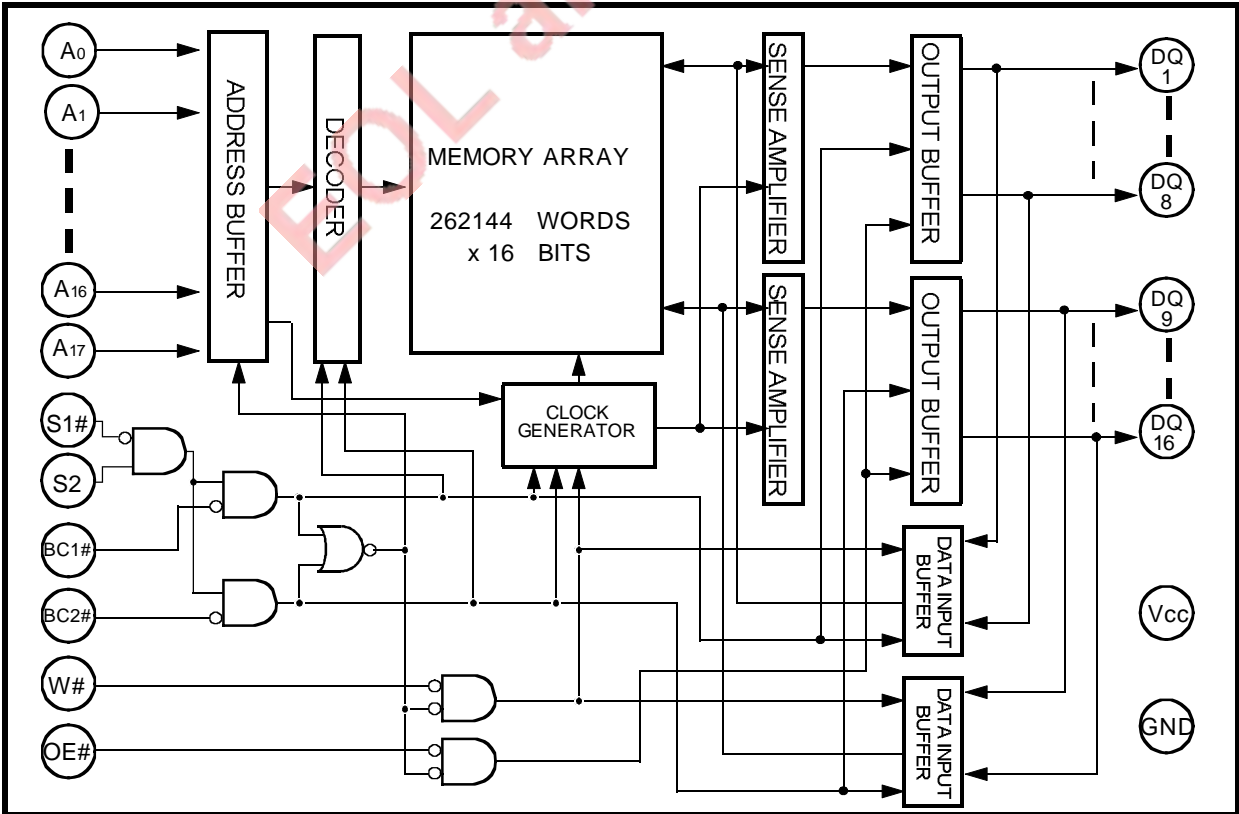 A0
A1
A16
A17
S1#
S2
BC1#
BC2#
W#
OE#
ADDRESS BUFFER
DECODER
MEMORY ARRAY
262144 WORDS
x 16 BITS
CLOCK
GENERATOR
SENSE AMPLIFIER
SENSE AMPLIFIER
OUTPUT BUFFER
OUTPUT BUFFER
DATA INPUT
BUFFER
DATA INPUT
BUFFER
DQ
1
DQ
8
DQ
9
DQ
16
Vcc
GND
EOL